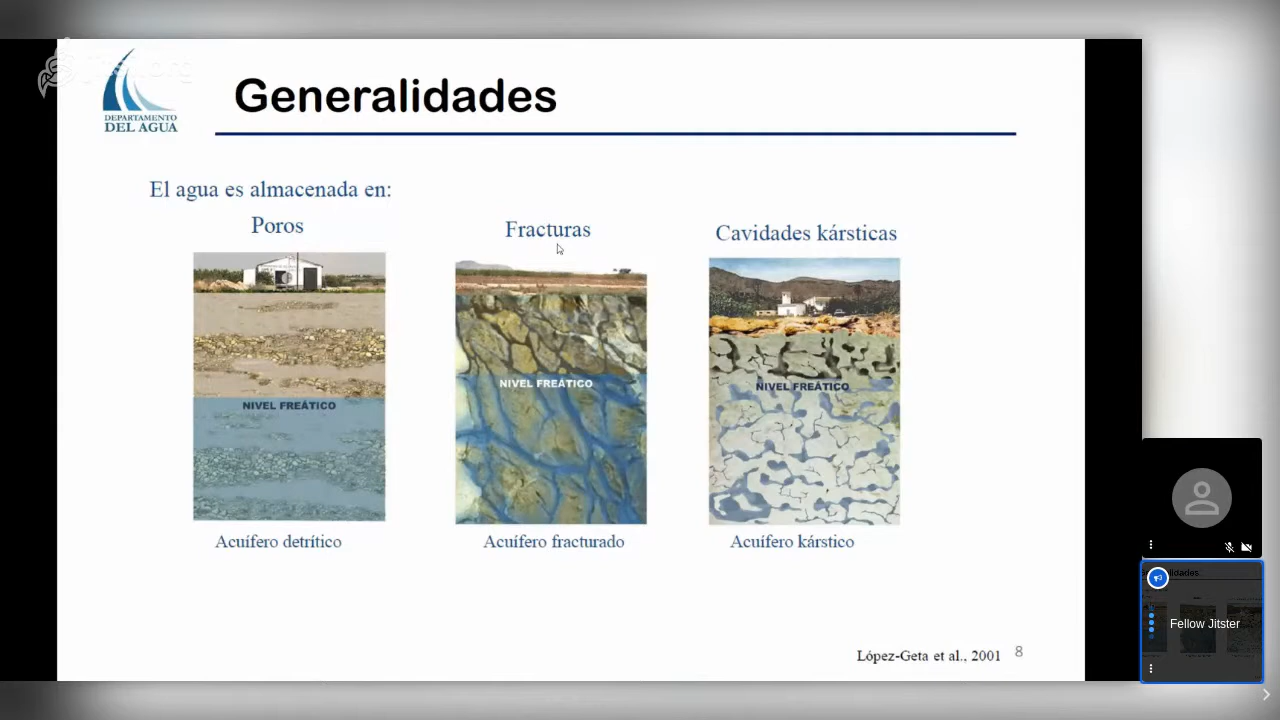 DEPARTAMENTO
DEL AGUA
Generalidades
El agua es almacenada en:
Poros
Fracturas
Cavidades kársticas
NIVEL FREÁTICO
NIVEL FREÁTICO
NIVEL FREÁTICO
Acuífero detrítico
Acuífero fracturado
Acuífero kárstico
López-Geta et al., 2001
8
Fellow Jitster